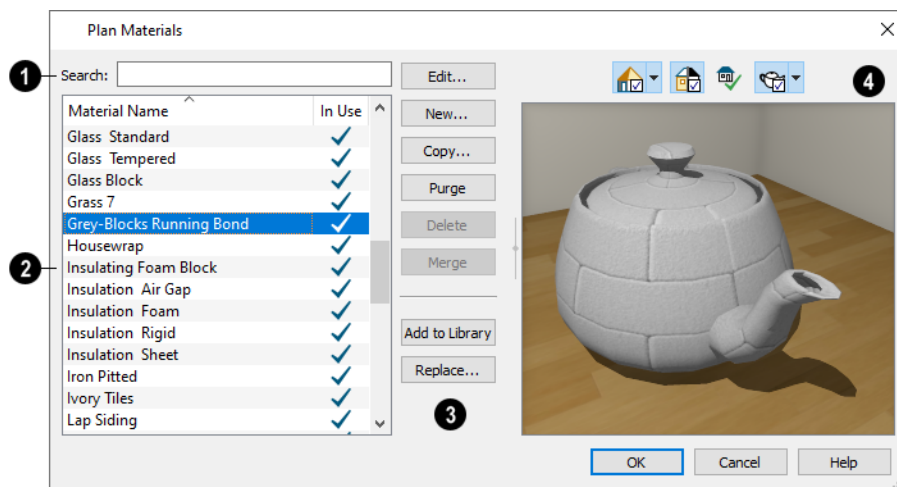 Plan Materials
1
Search:
Edit...
4
Material Name
In Use
New...
Glass Standard
Glass Tempered
Copy...
Glass Block
Purge
Grass 7
Grey-Blocks Running Bond
Delete
Housewrap
2
Insulating Foam Block
Merge
Insulation Air Gap
Insulation Foam
Insulation Rigid
Add to Library
Insulation Sheet
Iron Pitted
Replace...
Ivory Tiles
Lap Siding
3
OK
Cancel
Help